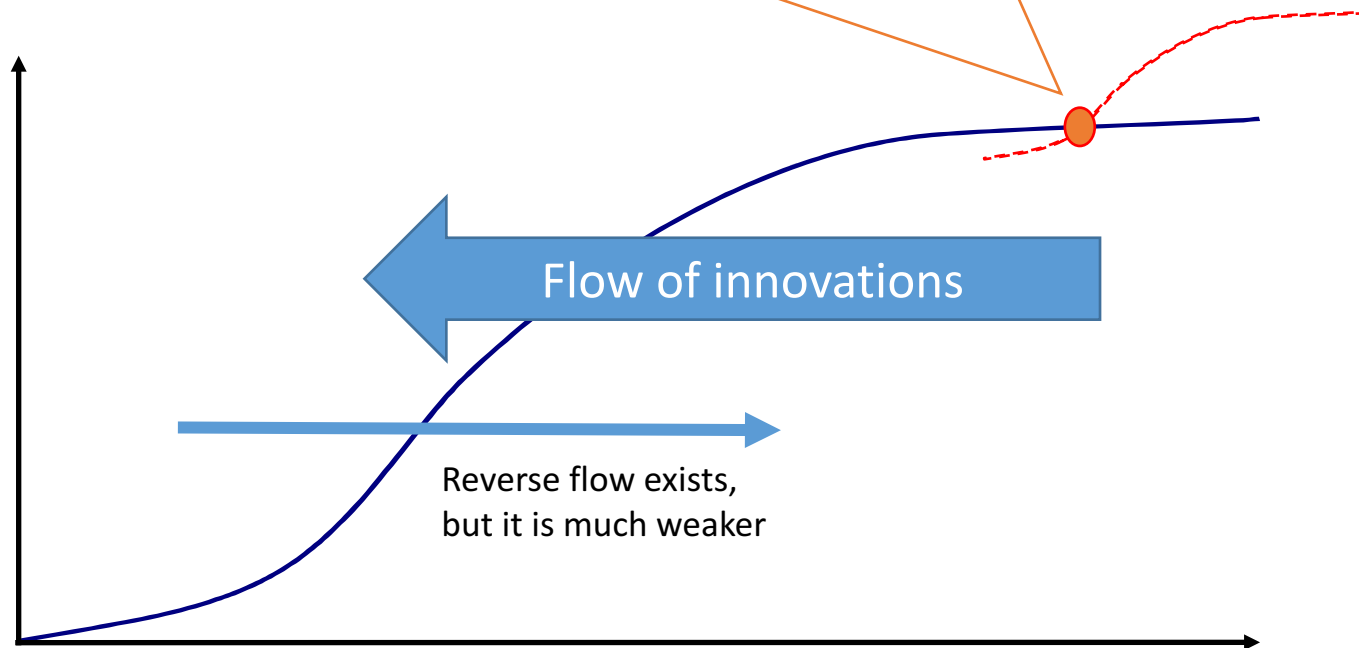 Flow of innovations
Reverse flow exists,
but it is much weaker